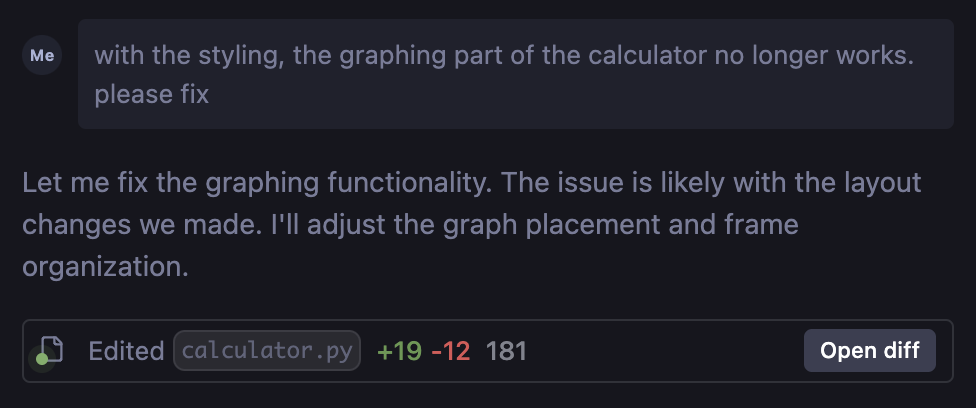 Me
with the styling, the graphing part of the calculator no longer works.
please fix
Let me fix the graphing functionality. The issue is likely with the layout
changes we made. I'll adjust the graph placement and frame
organization.
Edited calculator.py +19 -12 181 Open diff